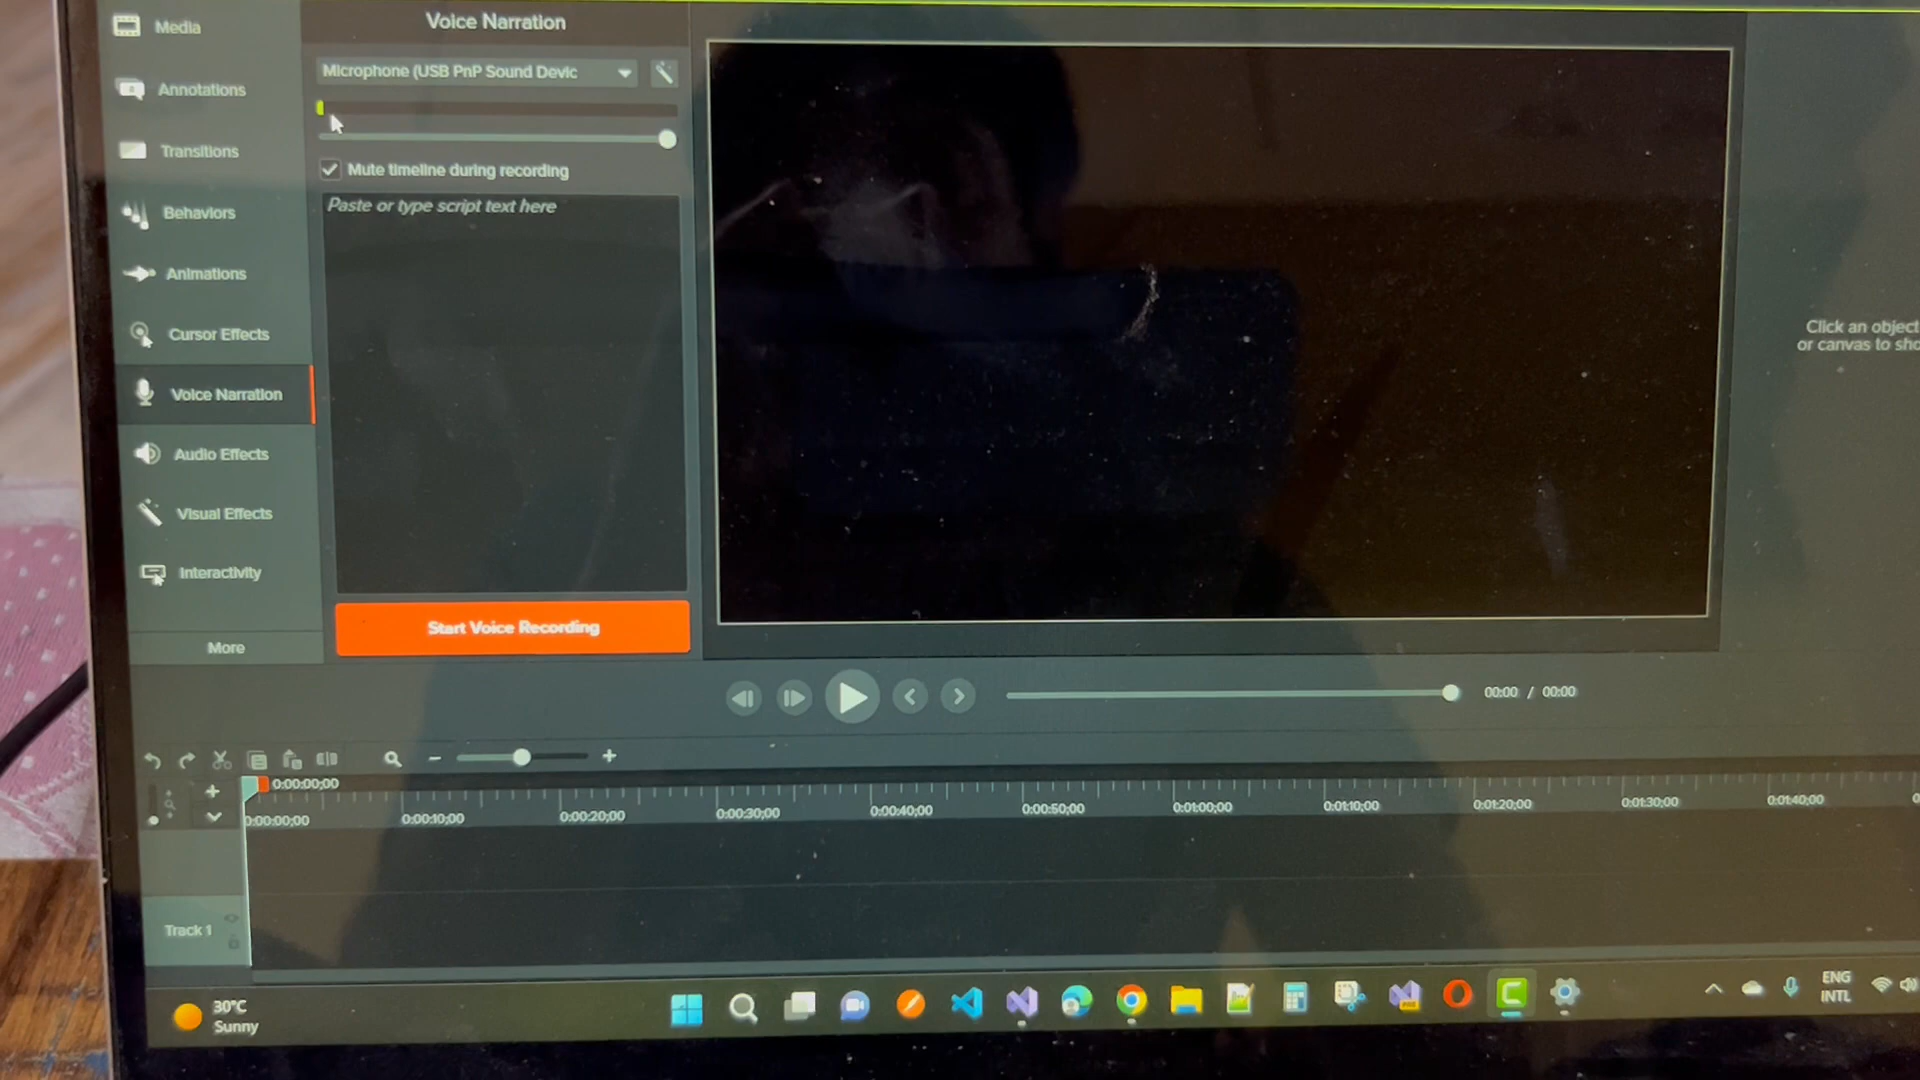 Media
Annotations
Transitions
Behaviors
Animations
Cursor Effects
Voice Narration
Audio Effects
Visual Effects
Interactivity
More
Voice Narration
Microphone (USB PnP Sound Devic
Mute timeline during recording
Paste or type script text here
Start Voice Recording
Click an object
or canvas to sho
00:00 / 00:00
0:00:00;00
0:00:00;00 0:00:10;00 0:00:20;00 0:00:30;00 0:00:40;00 0:00:50;00 0:01:00;00 0:01:10;00 0:01:20;00 0:01:30;00 0:01:40;00
Track 1
30°C
Sunny
ENG
INTL